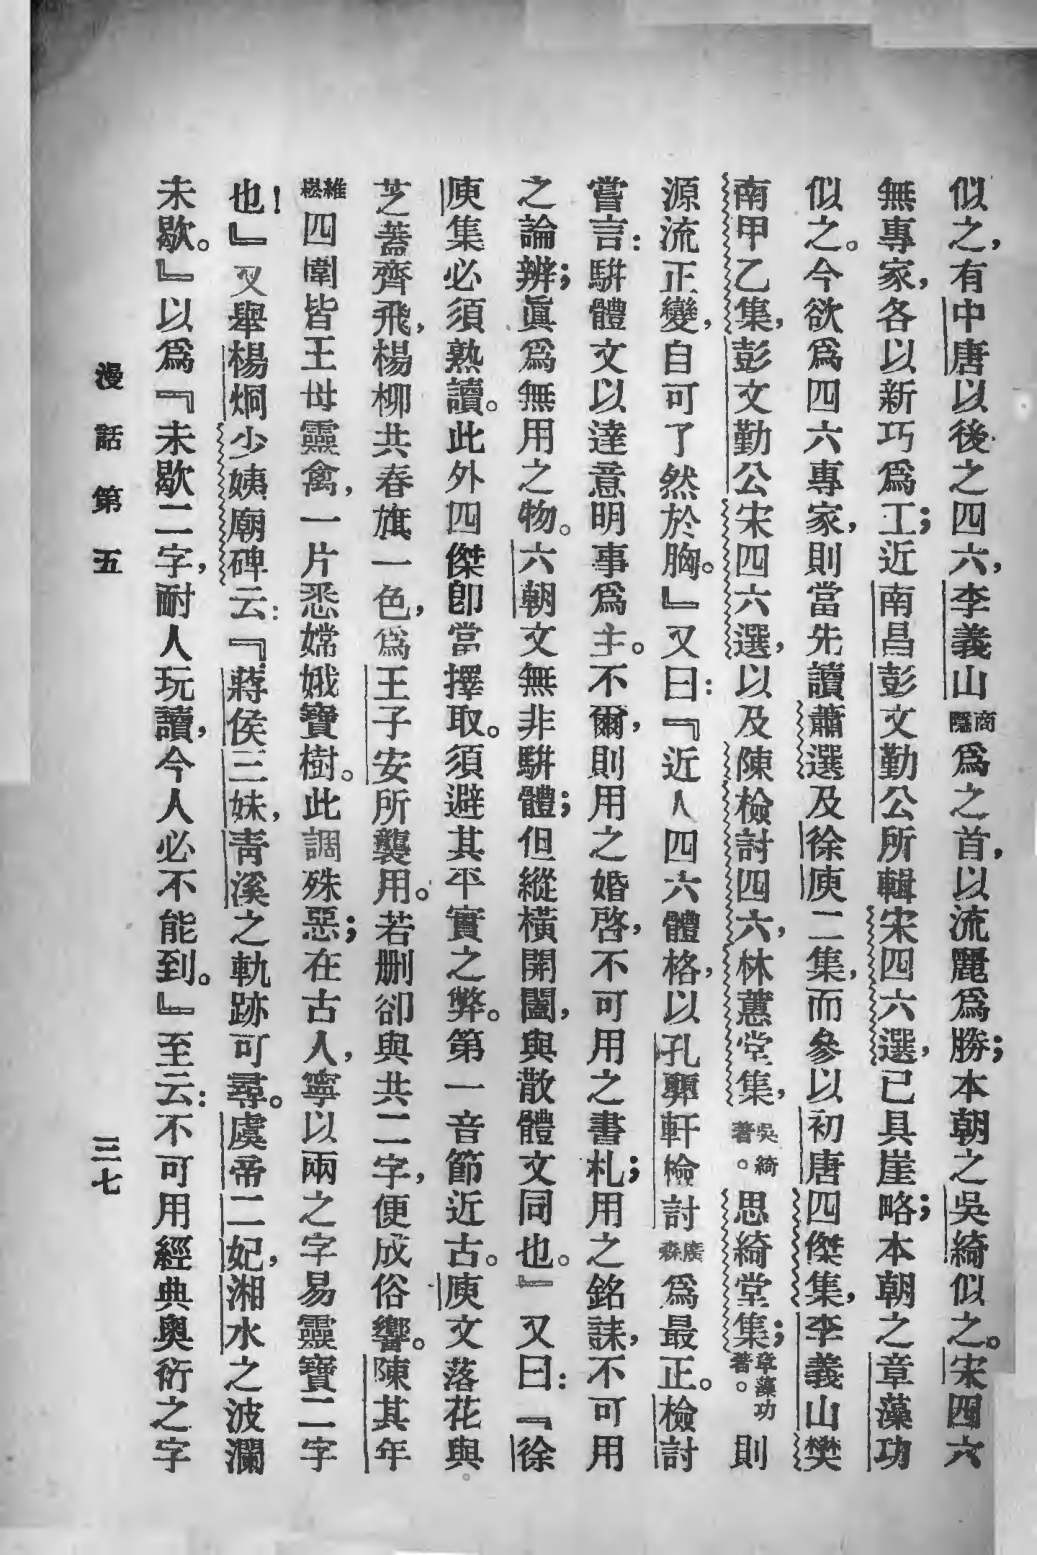 似之，有中唐以後之四六，李義山商隱爲之首，以流麗爲勝；本朝之吳綺似之。宋四六
無專家，各以新巧爲工；近南昌彭文勤公所輯宋四六選，已具崖略；本朝之章藻功
似之。今欲爲四六專家，則當先讀蕭選及徐庾二集，而參以初唐四傑集，李義山樊
南甲乙集，彭文勤公宋四六選，以及陳檢討四六，林蕙堂集，吳綺著。思綺堂集；章藻功著。則
源流正變，自可了然於胸。』又曰：『近人四六體格，以孔顨軒檢討廣森爲最正。檢討
嘗言：駢體文以達意明事爲主。不爾，則用之婚啓，不可用之書札；用之銘誄，不可用
之論辨；眞爲無用之物。六朝文無非駢體；但縱橫開闔，與散體文同也。』又曰：『徐
庾集必須熟讀。此外四傑卽當擇取。須避其平實之弊。第一音節近古。庾文落花與
芝蓋齊飛，楊柳共春旗一色，爲王子安所襲用。若删卻與共二字，便成俗響。陳其年
維崧四圍皆王母靈禽，一片悉嫦娥寶樹。此調殊惡；在古人，寧以兩之字易靈寶二字
也！』又舉楊炯少姨廟碑云：『蔣侯三妹，靑溪之軌跡可尋。虞帝二妃，湘水之波瀾
未歇。』以爲『未歇二字，耐人玩讀，今人必不能到。』至云：不可用經典奧衍之字
漫話第五
三七